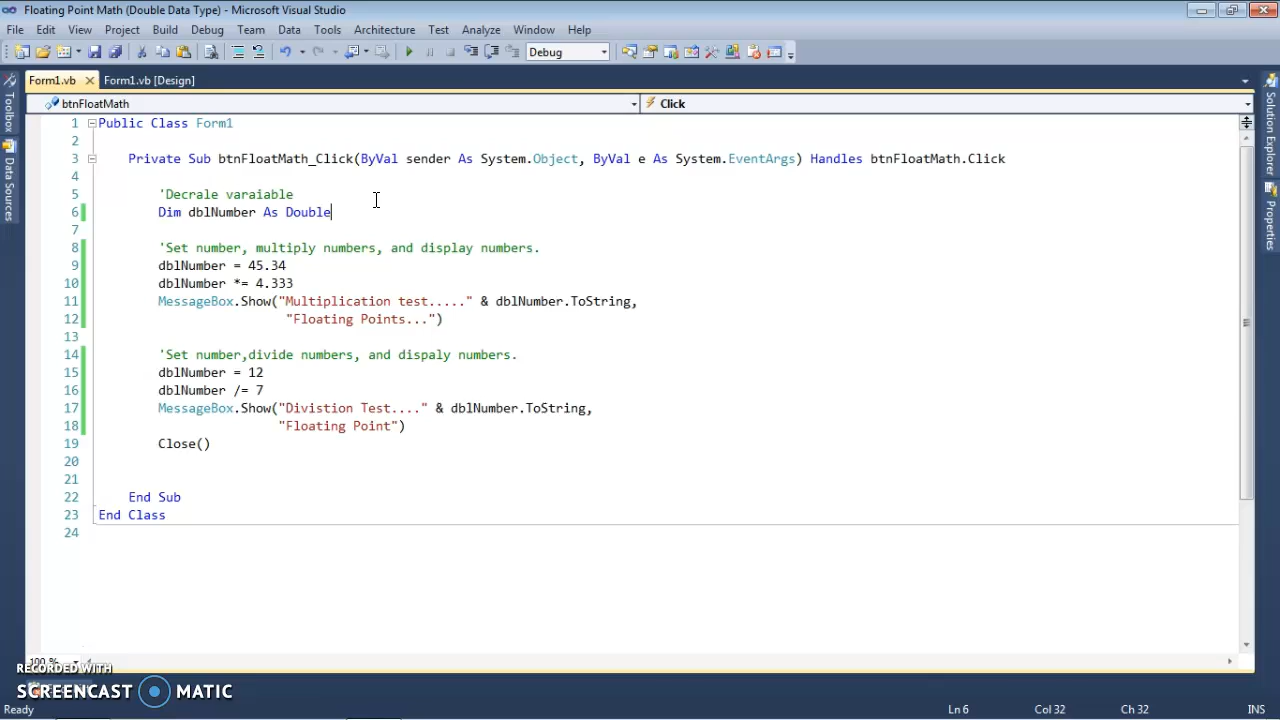 Floating Point Math (Double Data Type) - Microsoft Visual Studio
File Edit View Project Build Debug Team Data Tools Architecture Test Analyze Window Help
Debug
Form1.vb Form1.vb [Design]
btnFloatMath Click
Toolbox
Data Sources
Solution Explorer
Properties
1 Public Class Form1
2
3 Private Sub btnFloatMath_Click(ByVal sender As System.Object, ByVal e As System.EventArgs) Handles btnFloatMath.Click
4
5 'Decrale varaiable
6 Dim dblNumber As Double
7
8 'Set number, multiply numbers, and display numbers.
9 dblNumber = 45.34
10 dblNumber *= 4.333
11 MessageBox.Show("Multiplication test....." & dblNumber.ToString,
12 "Floating Points...")
13
14 'Set number,divide numbers, and dispaly numbers.
15 dblNumber = 12
16 dblNumber /= 7
17 MessageBox.Show("Divistion Test...." & dblNumber.ToString,
18 "Floating Point")
19 Close()
20
21
22 End Sub
23 End Class
24
100 %
RECORDED WITH
SCREENCAST MATIC
Ready Ln 6 Col 32 Ch 32 INS